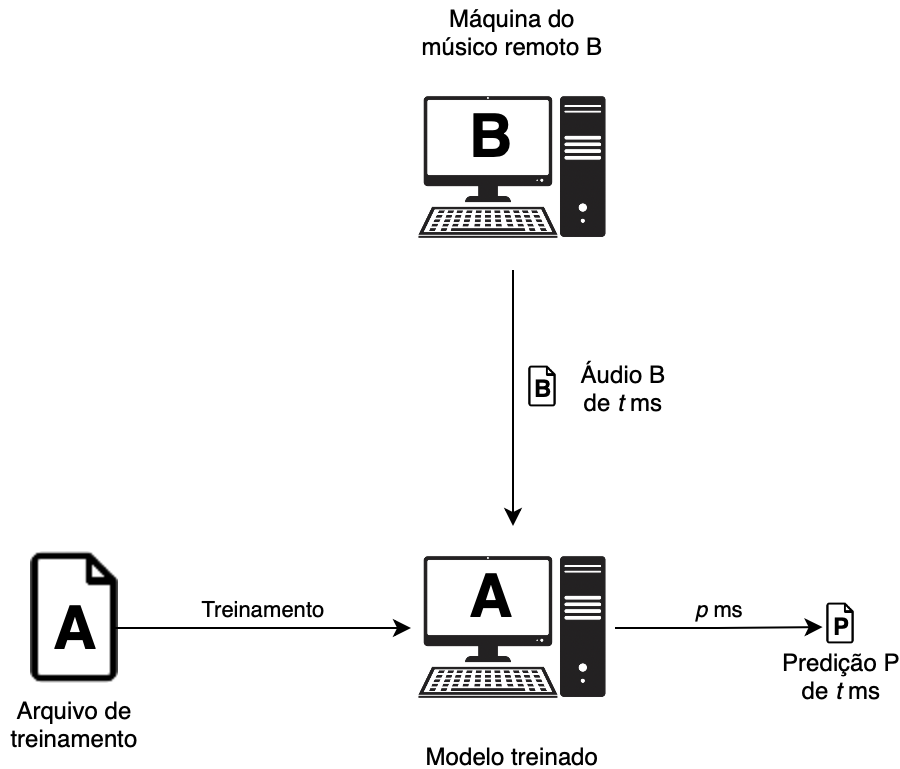 Máquina do
músico remoto B
B
B
Áudio B
de t ms
A
Treinamento
A
p ms
P
Predição P
de t ms
Arquivo de
treinamento
Modelo treinado